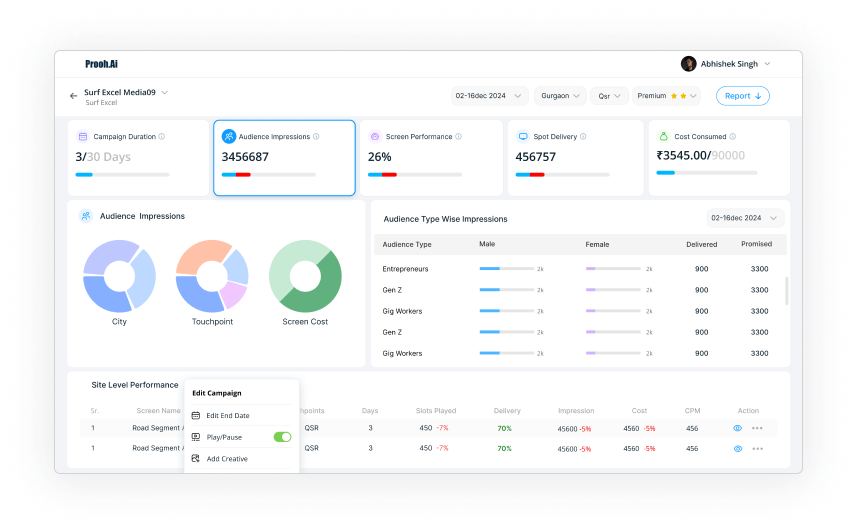 Prooh.Ai
Abhishek Singh
Surf Excel Media09
Surf Excel
02-16dec 2024
Gurgaon
Qsr
Premium
Report
Campaign Duration
3/30 Days
Audience Impressions
3456687
Screen Performance
26%
Spot Delivery
456757
Cost Consumed
₹3545.00/90000
Audience Impressions
City
Touchpoint
Screen Cost
Audience Type Wise Impressions
02-16dec 2024
Audience Type Male Female Delivered Promised
Entrepreneurs 2k 2k 900 3300
Gen Z 2k 2k 900 3300
Gig Workers 2k 2k 900 3300
Gen Z 2k 2k 900 3300
Gig Workers 2k 2k 900 3300
Site Level Performance
Sr. Screen Name hpoints Days Slots Played Delivery Impression Cost CPM Action
1 Road Segment QSR 3 450 -7% 70% 45600 -5% 4560 -5% 456
1 Road Segment QSR 3 450 -7% 70% 45600 -5% 4560 -5% 456
Edit Campaign
Edit End Date
Play/Pause
Add Creative